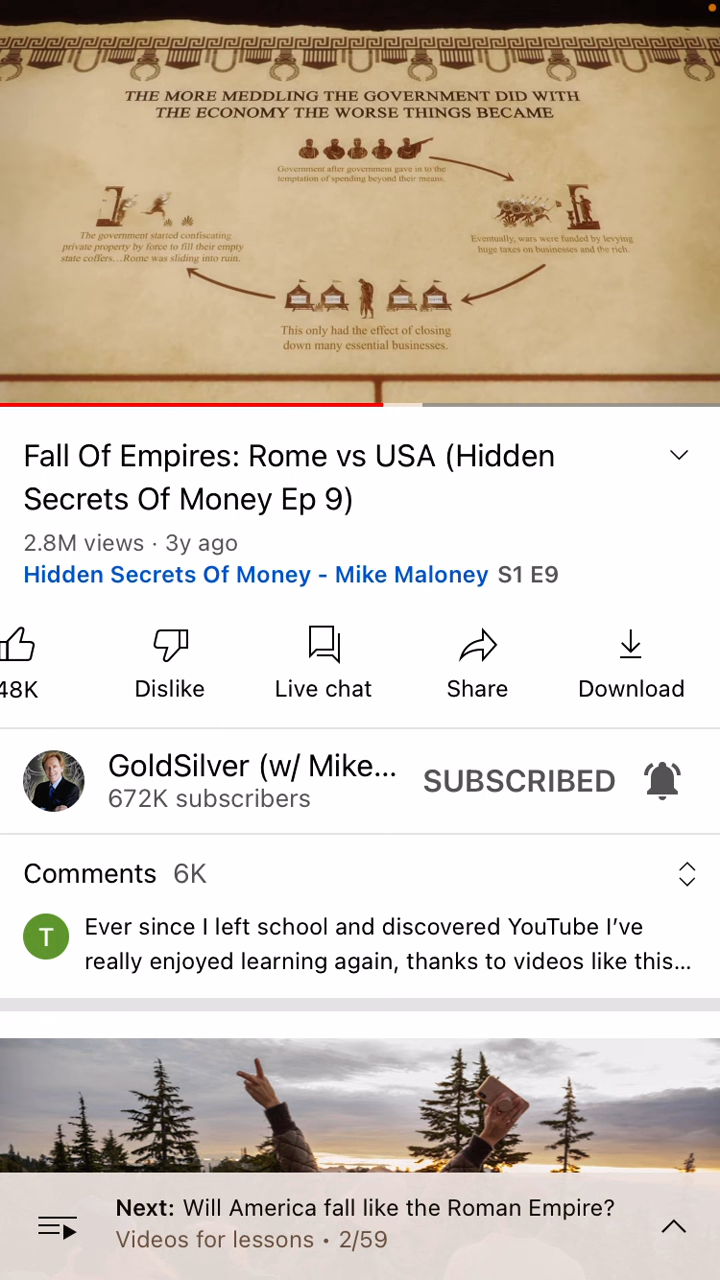 THE MORE MEDDLING THE GOVERNMENT DID WITH
THE ECONOMY THE WORSE THINGS BECAME
Government after government gave in to the
temptation of spending beyond their means.
Eventually, wars were funded by levying
huge taxes on businesses and the rich.
This only had the effect of closing
down many essential businesses.
The government started confiscating
private property by force to fill their empty
state coffers...Rome was sliding into ruin.
Fall Of Empires: Rome vs USA (Hidden
Secrets Of Money Ep 9)
2.8M views · 3y ago
Hidden Secrets Of Money - Mike Maloney S1 E9
48K
Dislike
Live chat
Share
Download
GoldSilver (w/ Mike...
672K subscribers
SUBSCRIBED
Comments 6K
T
Ever since I left school and discovered YouTube I’ve
really enjoyed learning again, thanks to videos like this...
Next: Will America fall like the Roman Empire?
Videos for lessons • 2/59